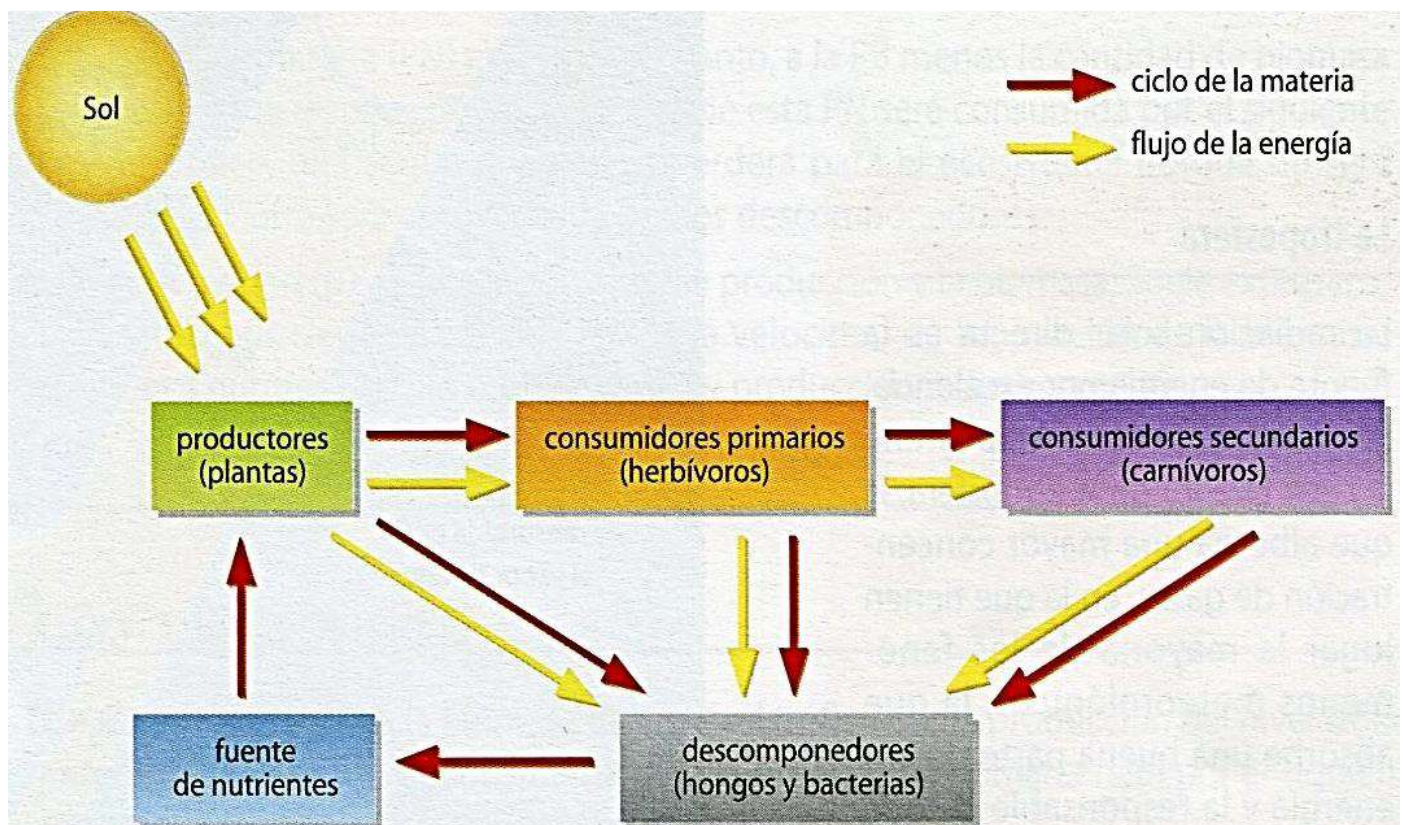 Sol
ciclo de la materia
flujo de la energía
productores
(plantas)
consumidores primarios
(herbívoros)
consumidores secundarios
(carnívoros)
fuente
de nutrientes
descomponedores
(hongos y bacterias)